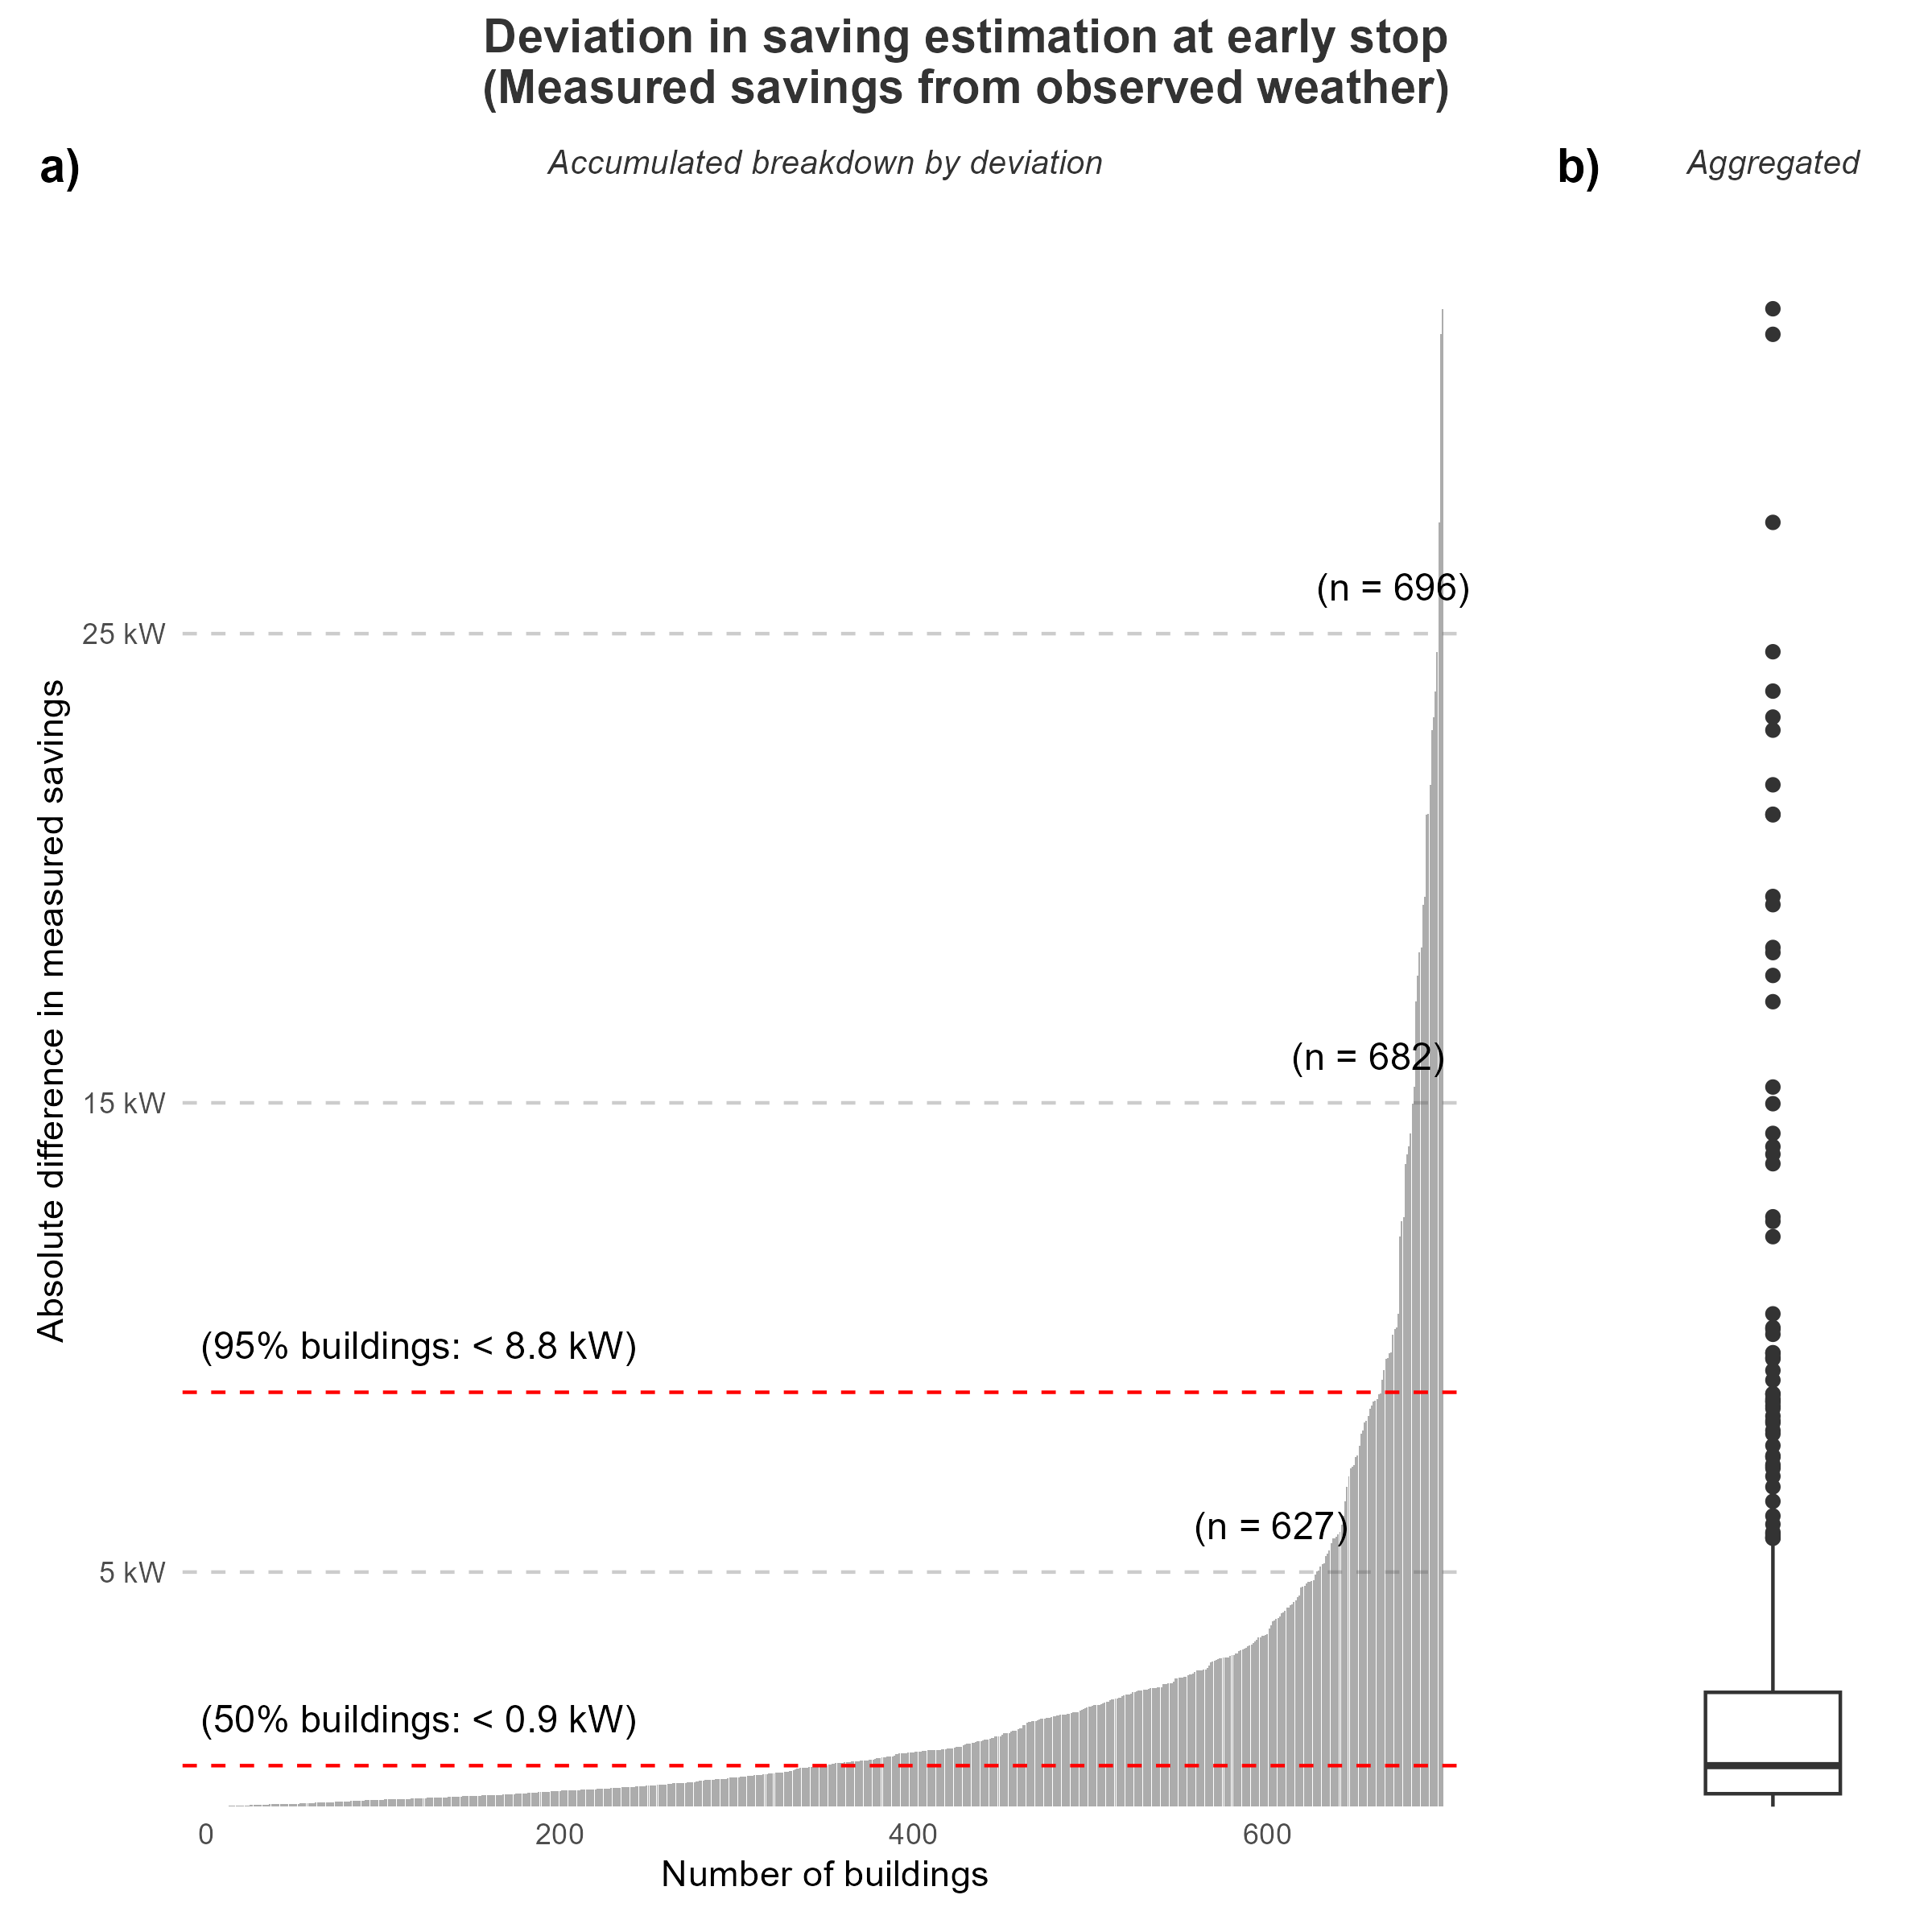 Deviation in saving estimation at early stop
(Measured savings from observed weather)
a)
Accumulated breakdown by deviation
b)
Aggregated
(n = 696)
25 kW
Absolute difference in measured savings
(n = 682)
15 kW
(95% buildings: < 8.8 kW)
(n = 627)
5 kW
(50% buildings: < 0.9 kW)
0
200
400
600
Number of buildings